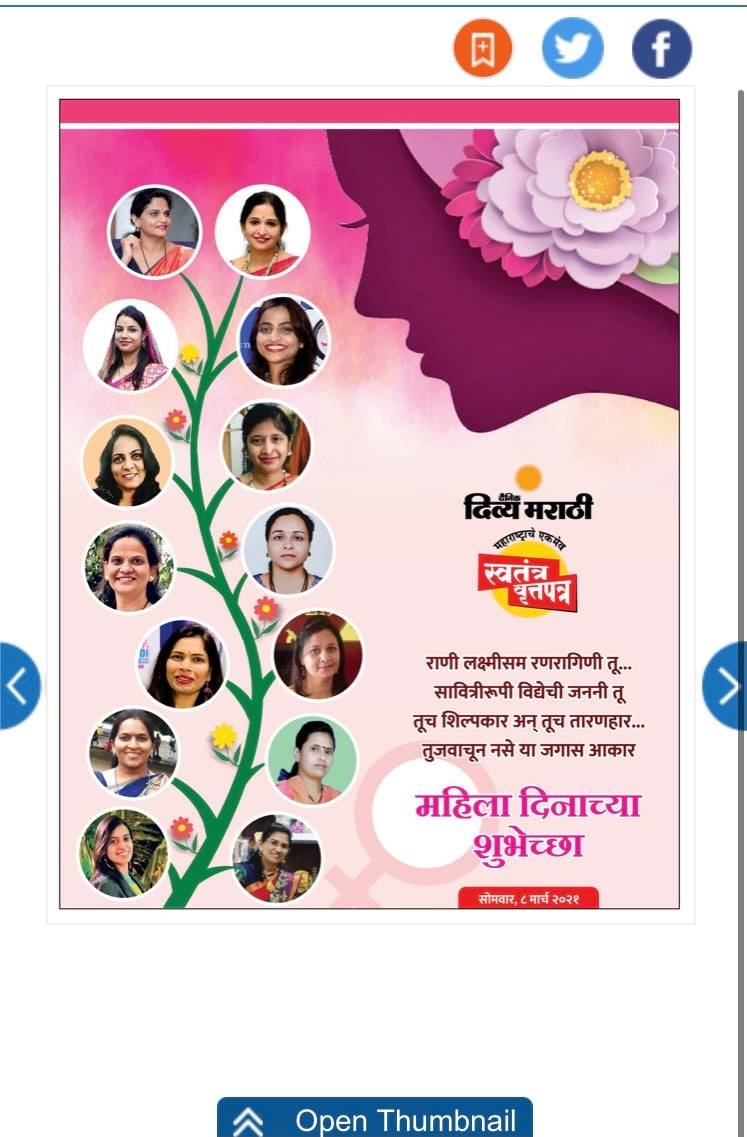 दैनिक
दिव्य मराठी
महाराष्ट्राचे एकमेव
स्वतंत्र
वृत्तपत्र
राणी लक्ष्मीसम रणरागिणी तू...
सावित्रीरूपी विद्येची जननी तू
तूच शिल्पकार अन् तूच तारणहार...
तुजवाचून नसे या जगास आकार
महिला दिनाच्या
शुभेच्छा
सोमवार, ८ मार्च २०२१
Open Thumbnail